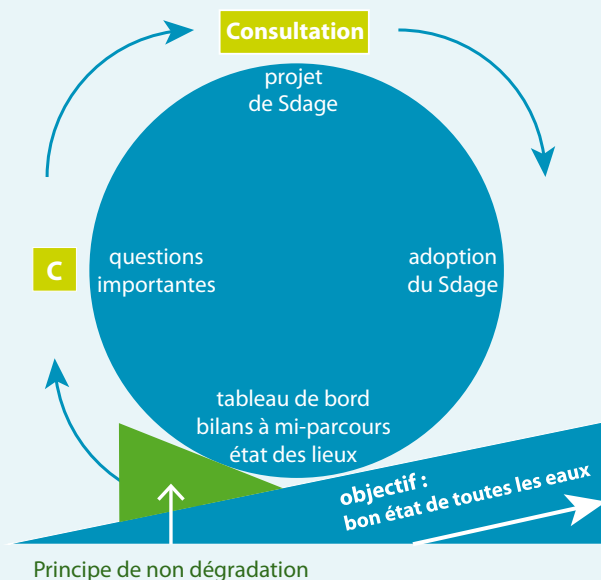 Consultation
projet
de Sdage
C
questions
importantes
adoption
du Sdage
tableau de bord
bilans à mi-parcours
état des lieux
objectif :
bon état de toutes les eaux
Principe de non dégradation